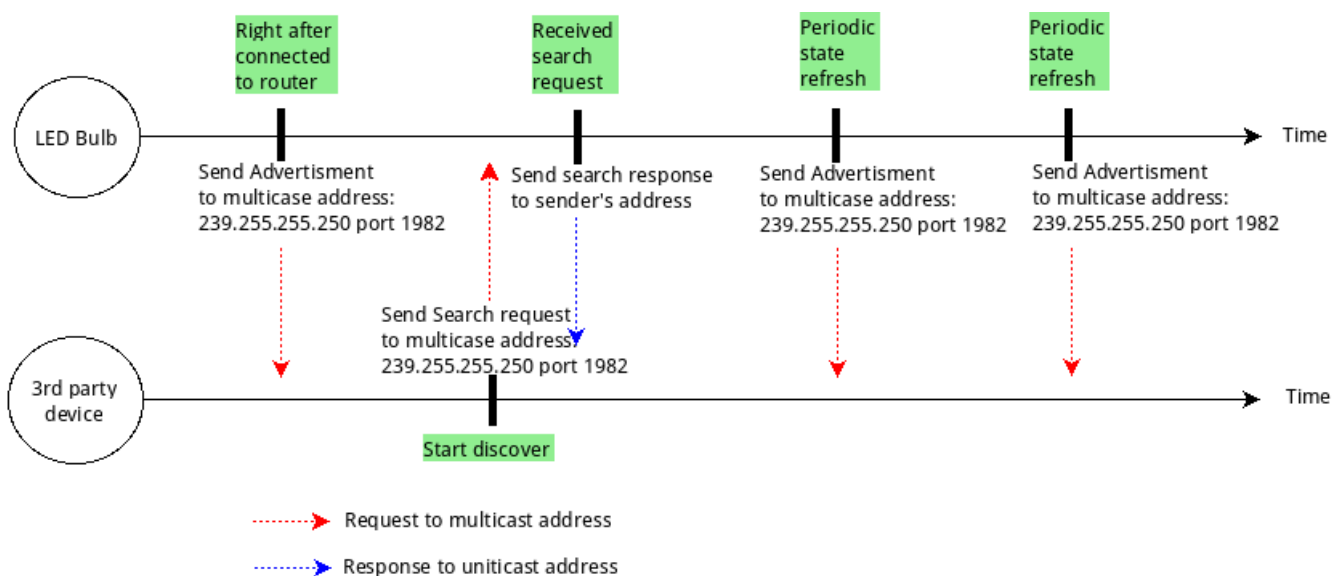 Right after
connected
to router
Received
search
request
Periodic
state
refresh
Periodic
state
refresh
LED Bulb
Time
Send Advertisment
to multicase address:
239.255.255.250 port 1982
Send search response
to sender's address
Send Advertisment
to multicase address:
239.255.255.250 port 1982
Send Advertisment
to multicase address:
239.255.255.250 port 1982
Send Search request
to multicase address:
239.255.255.250 port 1982
3rd party
device
Time
Start discover
Request to multicast address
Response to uniticast address